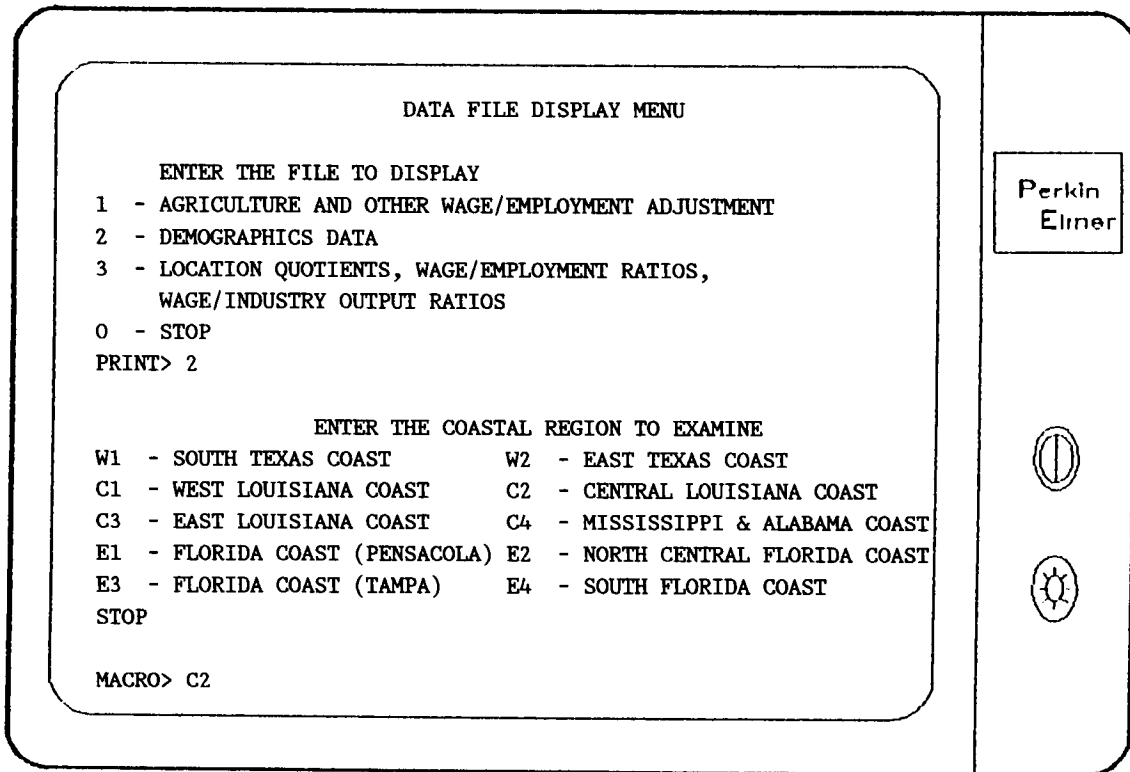 DATA FILE DISPLAY MENU
ENTER THE FILE TO DISPLAY
1 - AGRICULTURE AND OTHER WAGE/EMPLOYMENT ADJUSTMENT
2 - DEMOGRAPHICS DATA
3 - LOCATION QUOTIENTS, WAGE/EMPLOYMENT RATIOS,
WAGE/INDUSTRY OUTPUT RATIOS
0 - STOP
PRINT> 2
ENTER THE COASTAL REGION TO EXAMINE
W1 - SOUTH TEXAS COAST W2 - EAST TEXAS COAST
C1 - WEST LOUISIANA COAST C2 - CENTRAL LOUISIANA COAST
C3 - EAST LOUISIANA COAST C4 - MISSISSIPPI & ALABAMA COAST
E1 - FLORIDA COAST (PENSACOLA) E2 - NORTH CENTRAL FLORIDA COAST
E3 - FLORIDA COAST (TAMPA) E4 - SOUTH FLORIDA COAST
STOP
MACRO> C2
Perkin
Elmer